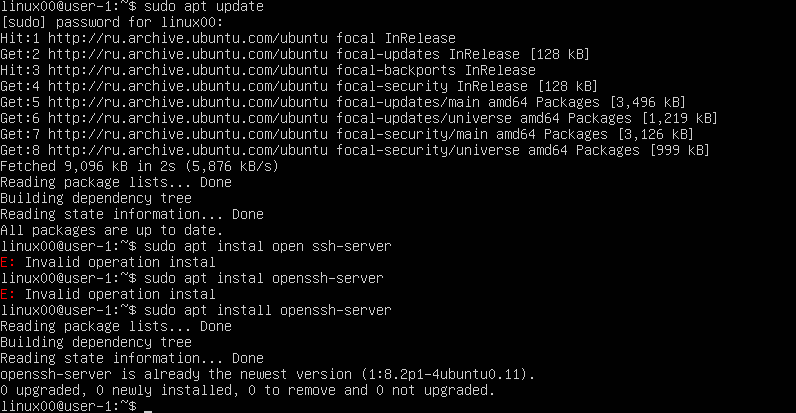 linux00@user-1:~$ sudo apt update
[sudo] password for linux00:
Hit:1 http://ru.archive.ubuntu.com/ubuntu focal InRelease
Get:2 http://ru.archive.ubuntu.com/ubuntu focal-updates InRelease [128 kB]
Hit:3 http://ru.archive.ubuntu.com/ubuntu focal-backports InRelease
Get:4 http://ru.archive.ubuntu.com/ubuntu focal-security InRelease [128 kB]
Get:5 http://ru.archive.ubuntu.com/ubuntu focal-updates/main amd64 Packages [3,496 kB]
Get:6 http://ru.archive.ubuntu.com/ubuntu focal-updates/universe amd64 Packages [1,219 kB]
Get:7 http://ru.archive.ubuntu.com/ubuntu focal-security/main amd64 Packages [3,126 kB]
Get:8 http://ru.archive.ubuntu.com/ubuntu focal-security/universe amd64 Packages [999 kB]
Fetched 9,096 kB in 2s (5,876 kB/s)
Reading package lists... Done
Building dependency tree
Reading state information... Done
All packages are up to date.
linux00@user-1:~$ sudo apt instal open ssh-server
E: Invalid operation instal
linux00@user-1:~$ sudo apt instal openssh-server
E: Invalid operation instal
linux00@user-1:~$ sudo apt install openssh-server
Reading package lists... Done
Building dependency tree
Reading state information... Done
openssh-server is already the newest version (1:8.2p1-4ubuntu0.11).
0 upgraded, 0 newly installed, 0 to remove and 0 not upgraded.
linux00@user-1:~$ _